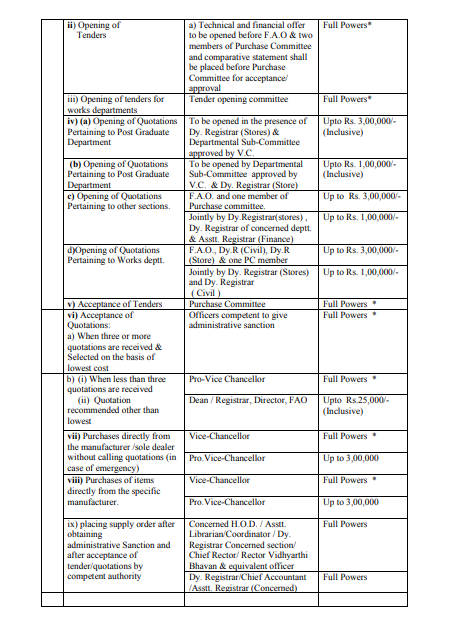 ii) Opening of
Tenders
a) Technical and financial offer
to be opened before F.A.O & two
members of Purchase Committee
and comparative statement shall
be placed before Purchase
Committee for acceptance/
approval
Full Powers*
iii) Opening of tenders for
works departments
Tender opening committee
Full Powers*
iv) (a) Opening of Quotations
Pertaining to Post Graduate
Department
To be opened in the presence of
Dy. Registrar (Stores) &
Departmental Sub-Committee
approved by V.C.
Upto Rs. 3,00,000/-
(Inclusive)
(b) Opening of Quotations
Pertaining to Post Graduate
Department
To be opened by Departmental
Sub-Committee approved by
V.C. & Dy. Registrar (Store)
Upto Rs. 1,00,000/-
(Inclusive)
c) Opening of Quotations
Pertaining to other sections.
F.A.O. and one member of
Purchase committee.
Up to Rs. 3,00,000/-
Jointly by Dy.Registrar(stores) ,
Dy. Registrar of concerned deptt.
& Asstt. Registrar (Finance)
Up to Rs. 1,00,000/-
d)Opening of Quotations
Pertaining to Works deptt.
F.A.O., Dy.R (Civil), Dy.R
(Store) & one PC member
Up to Rs. 3,00,000/-
Jointly by Dy. Registrar (Stores)
and Dy. Registrar
( Civil )
Up to Rs. 1,00,000/-
v) Acceptance of Tenders
Purchase Committee
Full Powers *
vi) Acceptance of
Quotations:
a) When three or more
quotations are received &
Selected on the basis of
lowest cost
Officers competent to give
administrative sanction
Full Powers *
b) (i) When less than three
quotations are received
Pro-Vice Chancellor
Full Powers *
(ii) Quotation
recommended other than
lowest
Dean / Registrar, Director, FAO
Upto Rs.25,000/-
(Inclusive)
vii) Purchases directly from
the manufacturer /sole dealer
without calling quotations (in
case of emergency)
Vice-Chancellor
Full Powers *
Pro.Vice-Chancellor
Up to 3,00,000
viii) Purchases of items
directly from the specific
manufacturer.
Vice-Chancellor
Full Powers *
Pro.Vice-Chancellor
Up to 3,00,000
ix) placing supply order after
obtaining
administrative Sanction and
after acceptance of
tender/quotations by
competent authority
Concerned H.O.D. / Asstt.
Librarian/Coordinator / Dy.
Registrar Concerned section/
Chief Rector/ Rector Vidhyarthi
Bhavan & equivalent officer
Full Powers
Dy. Registrar/Chief Accountant
/Asstt. Registrar (Concerned)
Full Powers